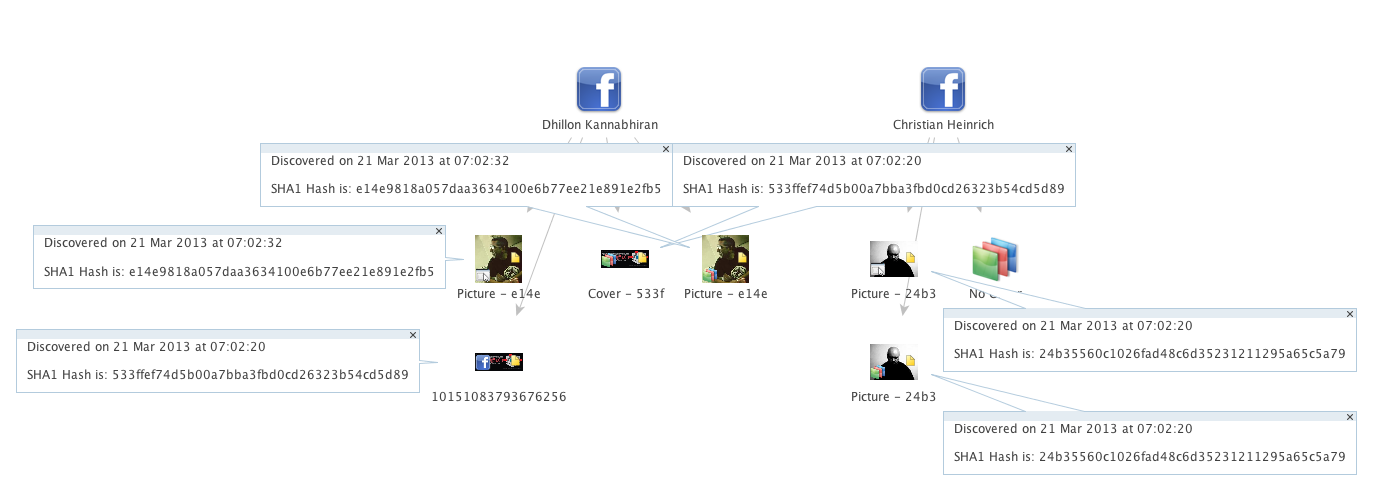 Dhillon Kannabhiran
Christian Heinrich
Discovered on 21 Mar 2013 at 07:02:32
SHA1 Hash is: e14e9818a057daa3634100e6b77ee21e891e2fb5
Discovered on 21 Mar 2013 at 07:02:20
SHA1 Hash is: 533ffef74d5b00a7bba3fbd0cd26323b54cd5d89
Discovered on 21 Mar 2013 at 07:02:32
SHA1 Hash is: e14e9818a057daa3634100e6b77ee21e891e2fb5
Picture - e14e
Cover - 533f
Picture - e14e
Picture - 24b3
No
Discovered on 21 Mar 2013 at 07:02:20
SHA1 Hash is: 24b35560c1026fad48c6d35231211295a65c5a79
Discovered on 21 Mar 2013 at 07:02:20
SHA1 Hash is: 533ffef74d5b00a7bba3fbd0cd26323b54cd5d89
10151083793676256
Picture - 24b3
Discovered on 21 Mar 2013 at 07:02:20
SHA1 Hash is: 24b35560c1026fad48c6d35231211295a65c5a79